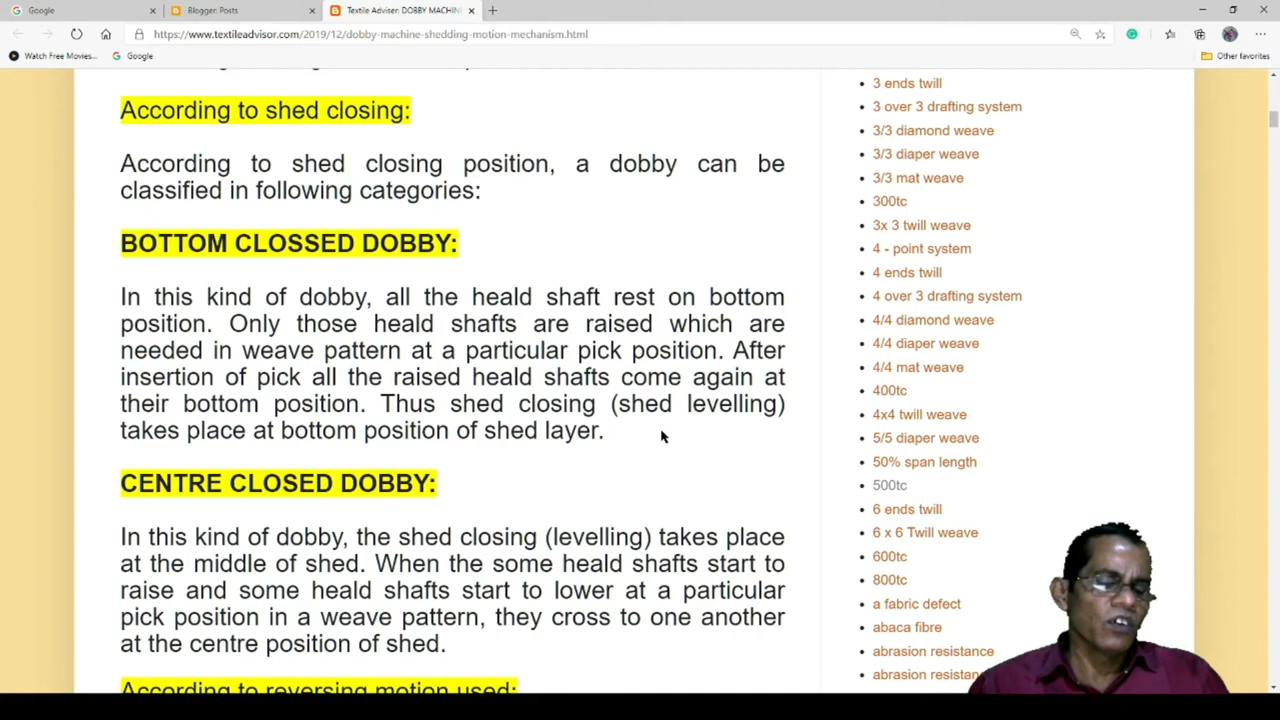 Google
Blogger: Posts
Textile Adviser: DOBBY MACHIN
https://www.textileadvisor.com/2019/12/dobby-machine-shedding-motion-mechanism.html
Watch Free Movies...
Google
Other favorites
According to shed closing:
According to shed closing position, a dobby can be
classified in following categories:
BOTTOM CLOSSED DOBBY:
In this kind of dobby, all the heald shaft rest on bottom
position. Only those heald shafts are raised which are
needed in weave pattern at a particular pick position. After
insertion of pick all the raised heald shafts come again at
their bottom position. Thus shed closing (shed levelling)
takes place at bottom position of shed layer.
CENTRE CLOSED DOBBY:
In this kind of dobby, the shed closing (levelling) takes place
at the middle of shed. When the some heald shafts start to
raise and some heald shafts start to lower at a particular
pick position in a weave pattern, they cross to one another
at the centre position of shed.
According to reversing motion used:
3 ends twill
3 over 3 drafting system
3/3 diamond weave
3/3 diaper weave
3/3 mat weave
300tc
3x 3 twill weave
4 - point system
4 ends twill
4 over 3 drafting system
4/4 diamond weave
4/4 diaper weave
4/4 mat weave
400tc
4x4 twill weave
5/5 diaper weave
50% span length
500tc
6 ends twill
6 x 6 Twill weave
600tc
800tc
a fabric defect
abaca fibre
abrasion resistance
abrasion resistan